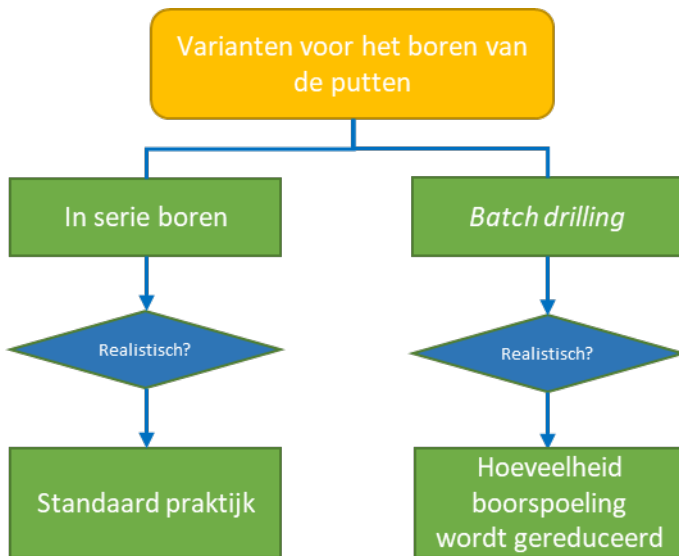 Varianten voor het boren van
de putten
In serie boren
Batch drilling
Realistisch?
Realistisch?
Standaard praktijk
Hoeveelheid
boorspoeling
wordt gereduceerd